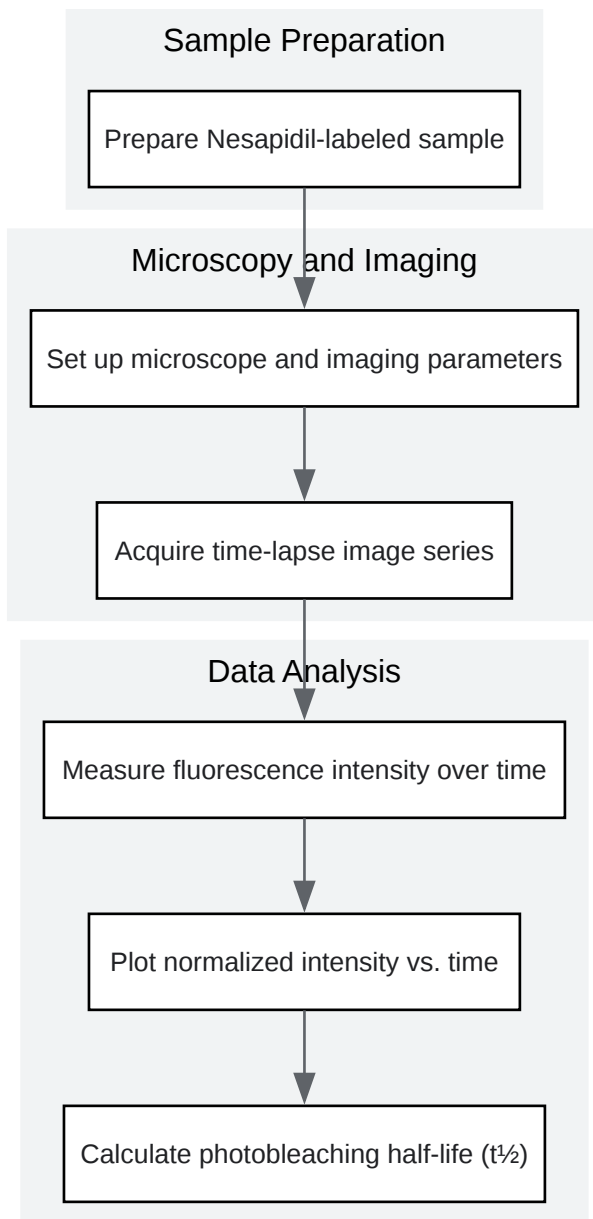 Sample Preparation
Prepare Nesapidil-labeled sample
Microscopy and Imaging
Set up microscope and imaging parameters
Acquire time-lapse image series
Data Analysis
Measure fluorescence intensity over time
Plot normalized intensity vs. time
Calculate photobleaching half-life (t½)